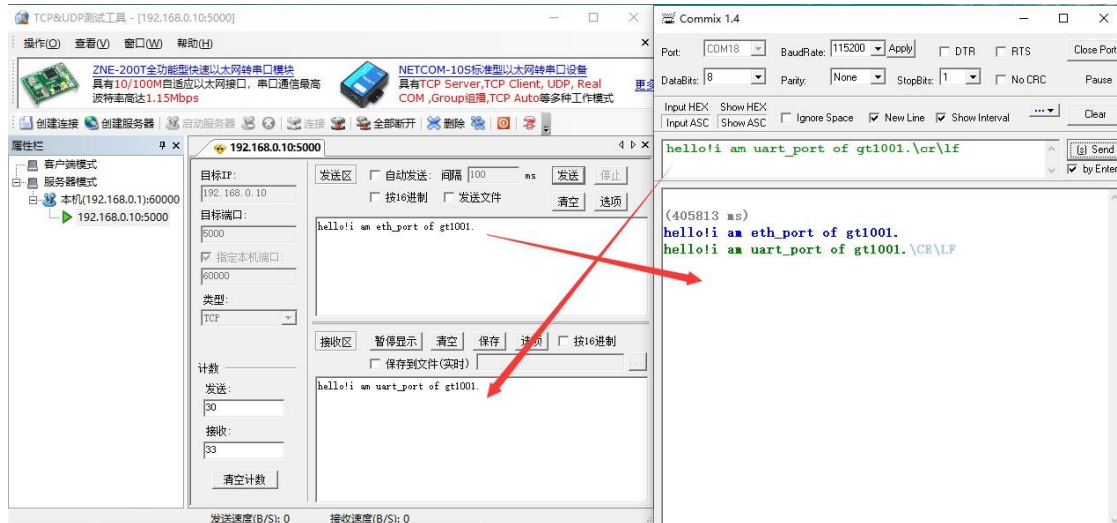 TCP&UDP测试工具 - [192.168.0.10:5000]
操作(O) 查看(V) 窗口(W) 帮助(H)
ZNE-200T全功能型快速以太网转串口模块
具有10/100M自适应以太网接口，串口通信最高
波特率高达1.15Mbps
NETCOM-10S标准型以太网转串口设备
具有TCP Server,TCP Client, UDP, Real
COM ,Group组播,TCP Auto等多种工作模式
更多
创建连接 创建服务器 启动服务器 连接 全部断开 删除
属性栏
客户端模式
服务器模式
本机(192.168.0.1):60000
192.168.0.10:5000
192.168.0.10:5000
目标IP:
192.168.0.10
目标端口:
5000
指定本机端口:
60000
类型:
TCP
计数
发送:
30
接收:
33
清空计数
发送区 自动发送: 间隔 100 ms 发送 停止
按16进制 发送文件 清空 选项
hello!i am eth_port of gt1001.
接收区 暂停显示 清空 保存 选项 按16进制
保存到文件(实时)
hello!i am uart_port of gt1001.
发送速度(B/S): 0 接收速度(B/S): 0
Commix 1.4
Port: COM18 BaudRate: 115200 Apply DTR RTS Close Port
DataBits: 8 Parity: None StopBits: 1 No CRC Pause
Input HEX Show HEX
Input ASC Show ASC Ignore Space New Line Show Interval Clear
hello!i am uart_port of gt1001.\cr\lf
[s] Send
by Enter
(405813 ms)
hello!i am eth_port of gt1001.
hello!i am uart_port of gt1001.\CR\LF